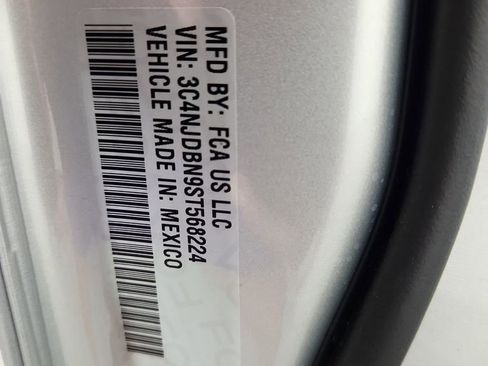 MFD BY: FCA US LLC
VIN: 3C4NJDBN9ST568224
VEHICLE MADE IN: MEXICO